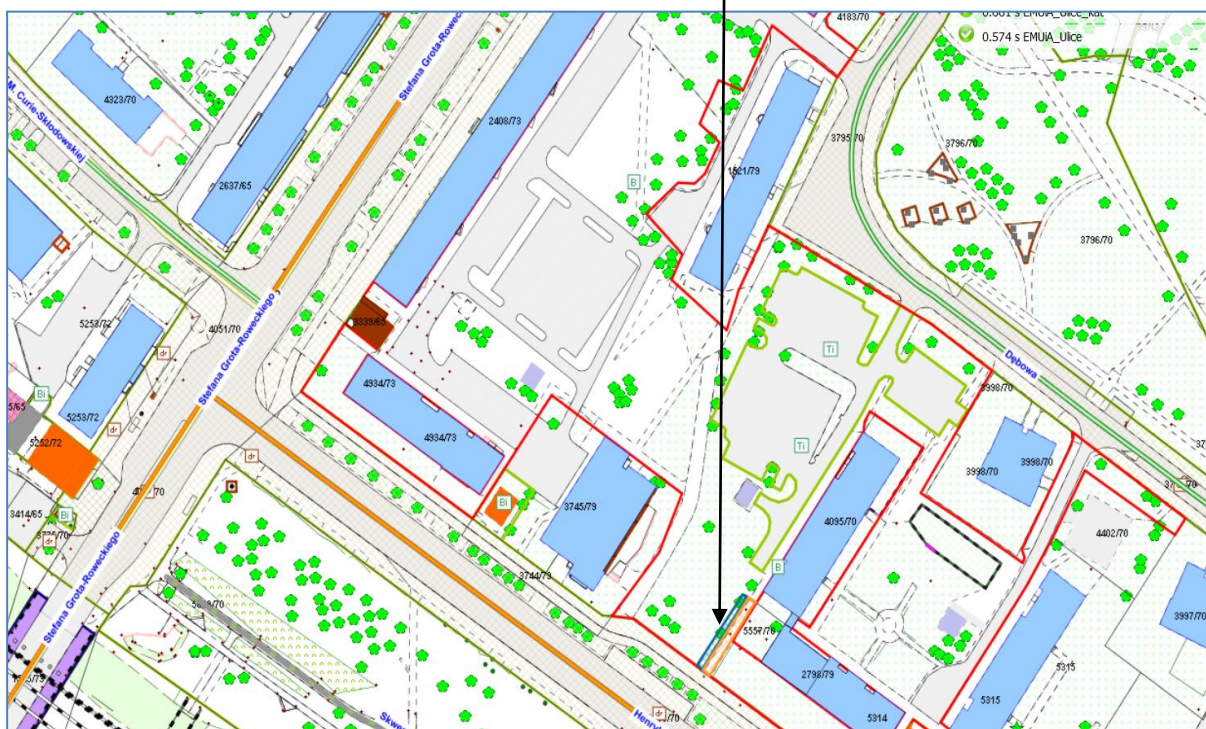 4183/70
0.574 s EMUiA_Ulice
4323/70
M. Curie-Skłodowskiej
Stefana Grota-Roweckiego
2408/73
3795/70
3796/70
1521/79
2637/65
B
3796/70
Stefana Grota-Roweckiego
5253/72
4051/70
dr
Ti
Dębowa
4934/73
3998/70
Bi
5253/72
4934/73
5252/72
dr
dr
Ti
3998/70
3998/70
Bi
3745/79
4095/70
3414/65
Bi
4402/70
dr
Stefana Grota-Roweckiego
3744/79
B
3997/70
5557/70
2798/79
5315
5315
5314
dr